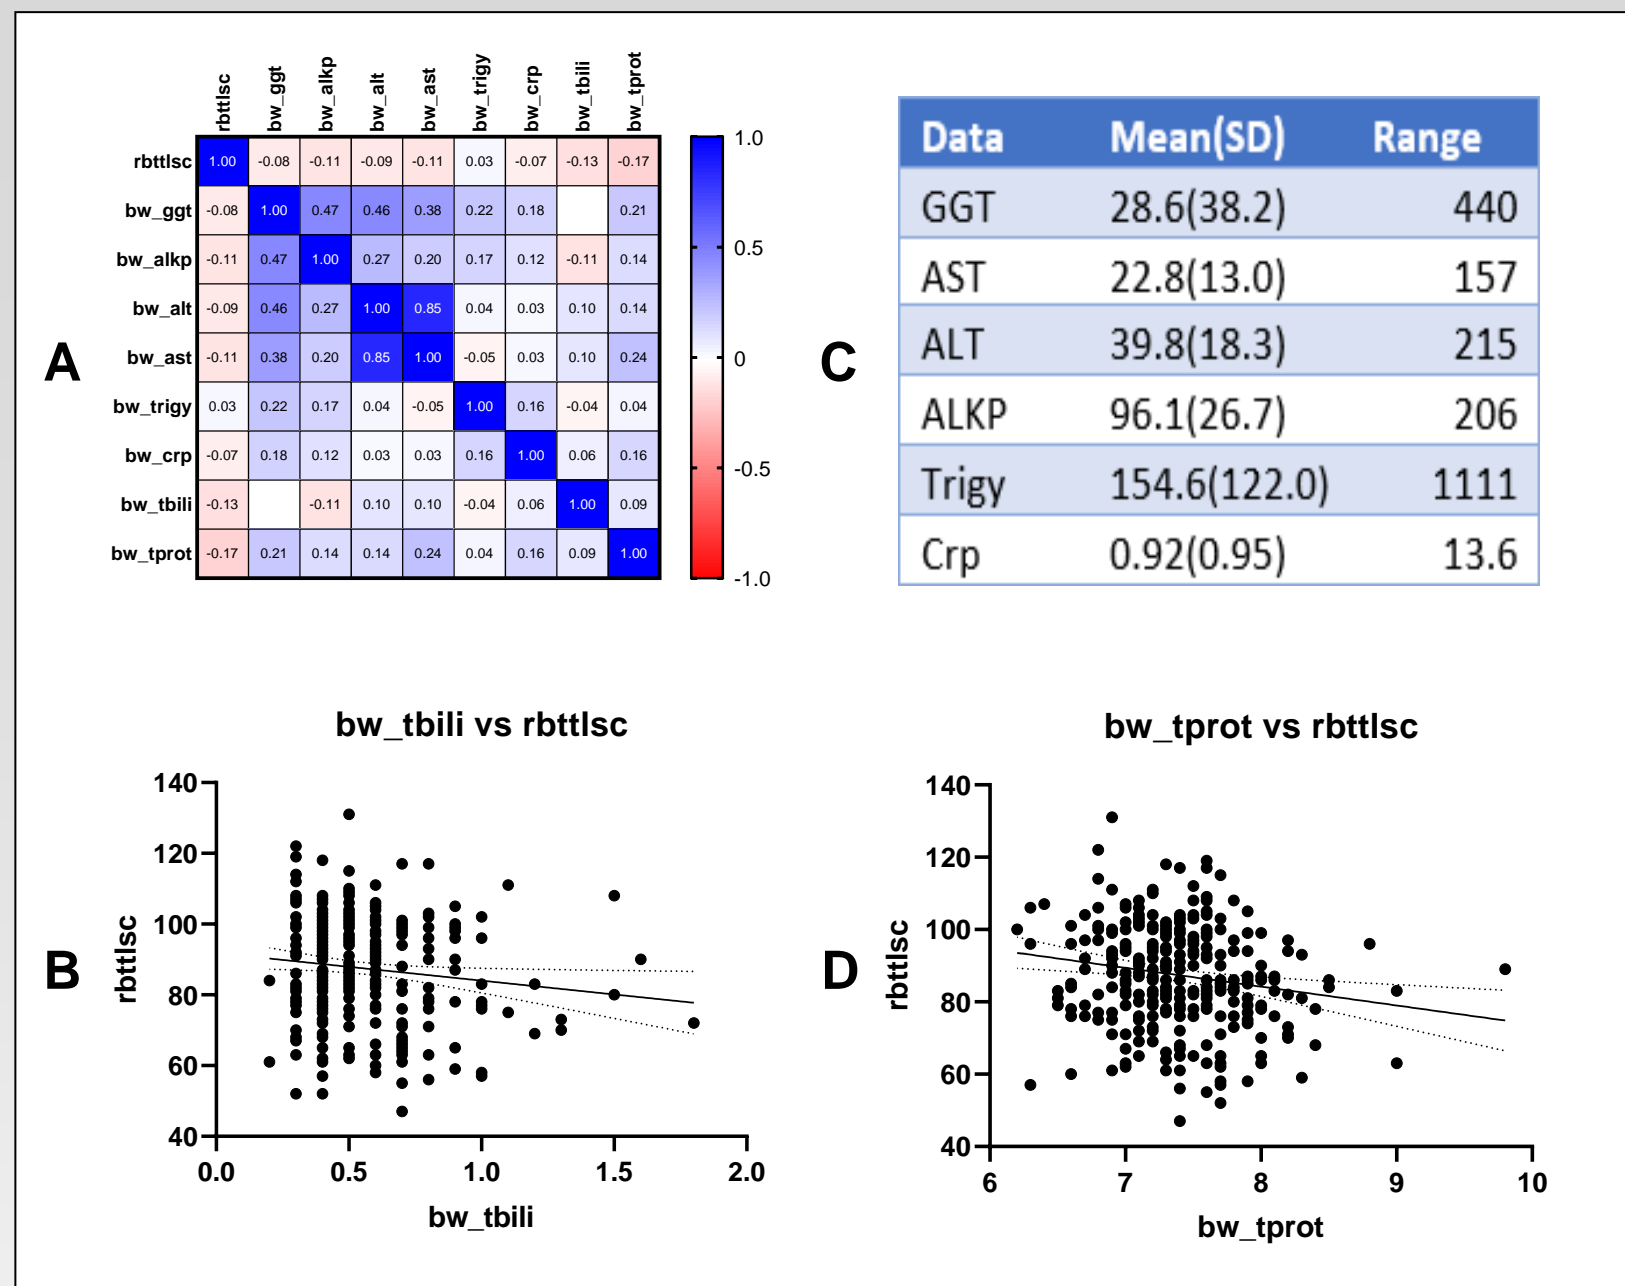 rbttlsc bw_ggt bw_alkp bw_alt bw_ast bw_trigy bw_crp bw_tbili bw_tprot
rbttlsc 1.00 -0.08 -0.11 -0.09 -0.11 0.03 -0.07 -0.13 -0.17
bw_ggt -0.08 1.00 0.47 0.46 0.38 0.22 0.18 0.21
bw_alkp -0.11 0.47 1.00 0.27 0.20 0.17 0.12 -0.11 0.14
bw_alt -0.09 0.46 0.27 1.00 0.85 0.04 0.03 0.10 0.14
bw_ast -0.11 0.38 0.20 0.85 1.00 -0.05 0.03 0.10 0.24
bw_trigy 0.03 0.22 0.17 0.04 -0.05 1.00 0.16 -0.04 0.04
bw_crp -0.07 0.18 0.12 0.03 0.03 0.16 1.00 0.06 0.16
bw_tbili -0.13 -0.11 0.10 0.10 -0.04 0.06 1.00 0.09
bw_tprot -0.17 0.21 0.14 0.14 0.24 0.04 0.16 0.09 1.00
1.0
0.5
0
-0.5
-1.0
A
C
Data Mean(SD) Range
GGT 28.6(38.2) 440
AST 22.8(13.0) 157
ALT 39.8(18.3) 215
ALKP 96.1(26.7) 206
Trigy 154.6(122.0) 1111
Crp 0.92(0.95) 13.6
bw_tbili vs rbttlsc
140
120
100
80
60
40
0.0 0.5 1.0 1.5 2.0
rbttlsc
bw_tbili
B
bw_tprot vs rbttlsc
140
120
100
80
60
40
6 7 8 9 10
rbttlsc
bw_tprot
D